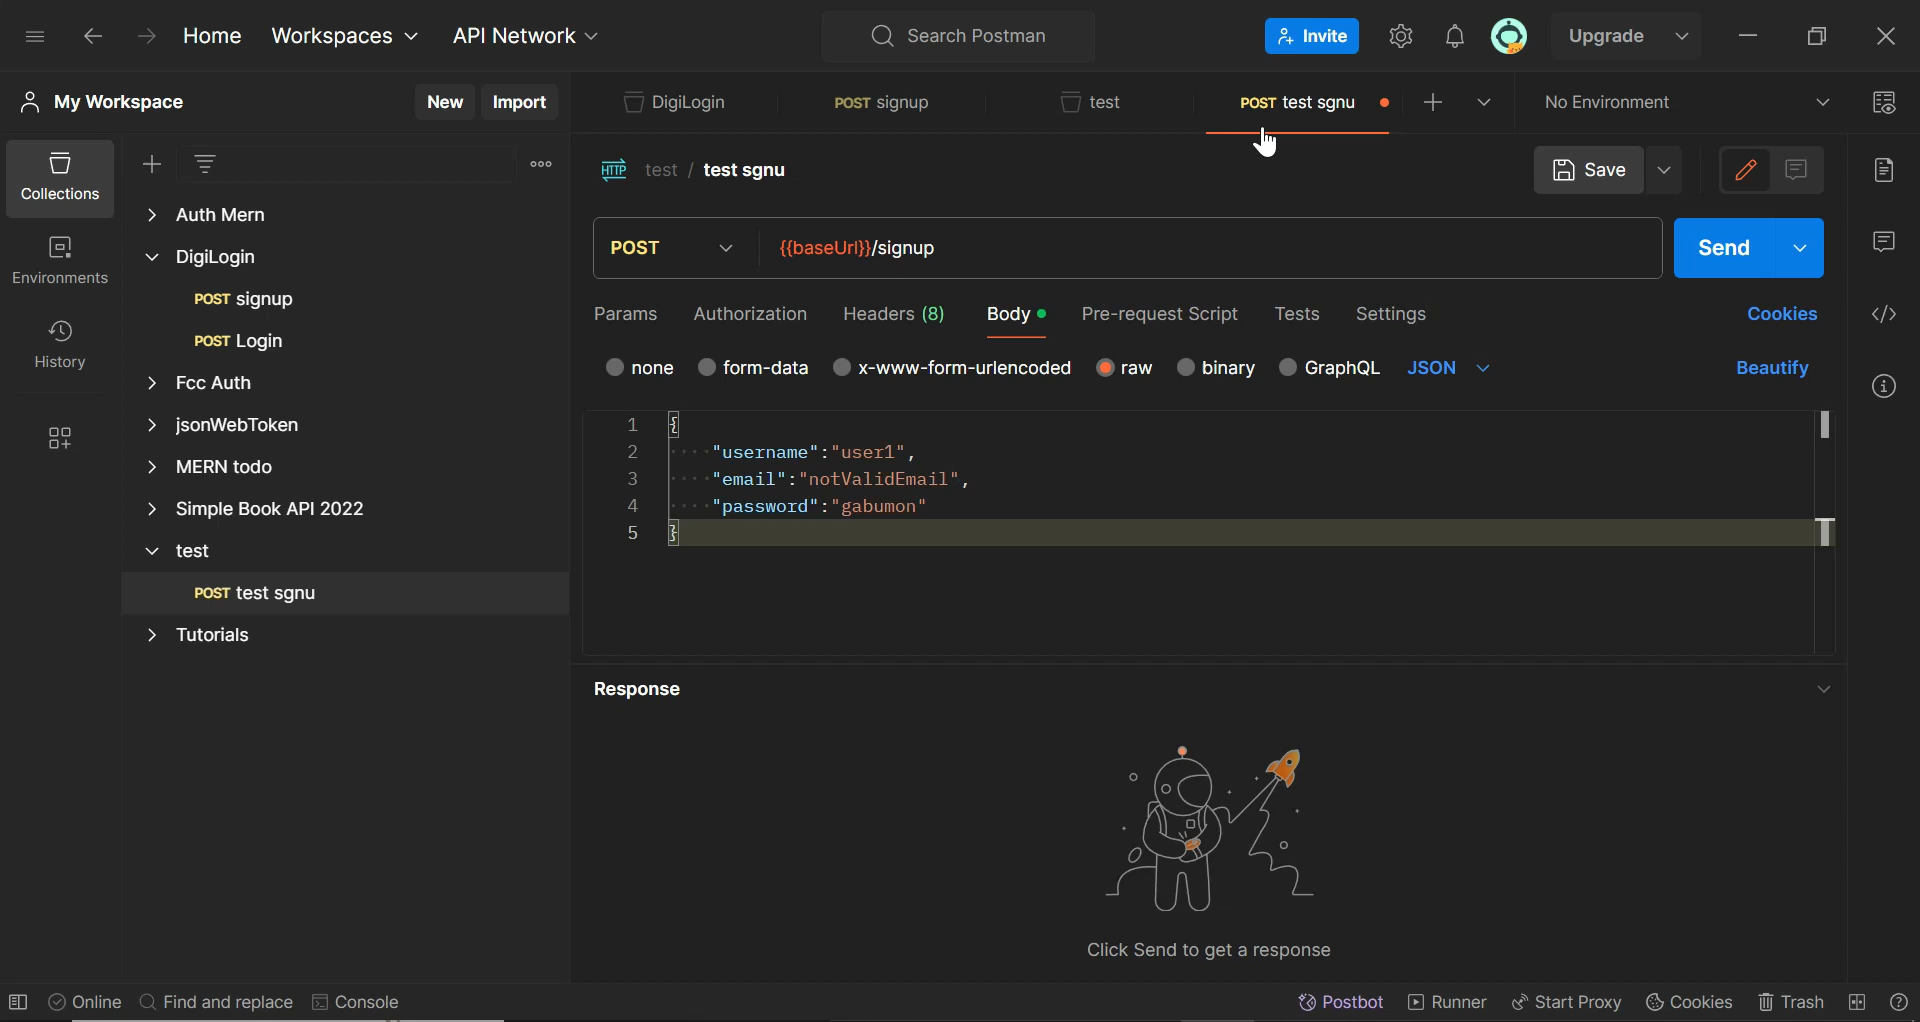 Home Workspaces API Network Search Postman Invite Upgrade
My Workspace New Import DigiLogin POST signup test POST test sgnu No Environment
Collections
HTTP test / test sgnu Save
Auth Mern
DigiLogin
Environments
POST {{baseUrl}}/signup Send
POST signup
Params Authorization Headers (8) Body Pre-request Script Tests Settings Cookies
POST Login
History
none form-data x-www-form-urlencoded raw binary GraphQL JSON Beautify
Fcc Auth
jsonWebToken
MERN todo
Simple Book API 2022
test
POST test sgnu
Tutorials
1 {
2 "username":"user1",
3 "email":"notValidEmail",
4 "password":"gabumon"
5 }
Response
Click Send to get a response
Online Find and replace Console Postbot Runner Start Proxy Cookies Trash